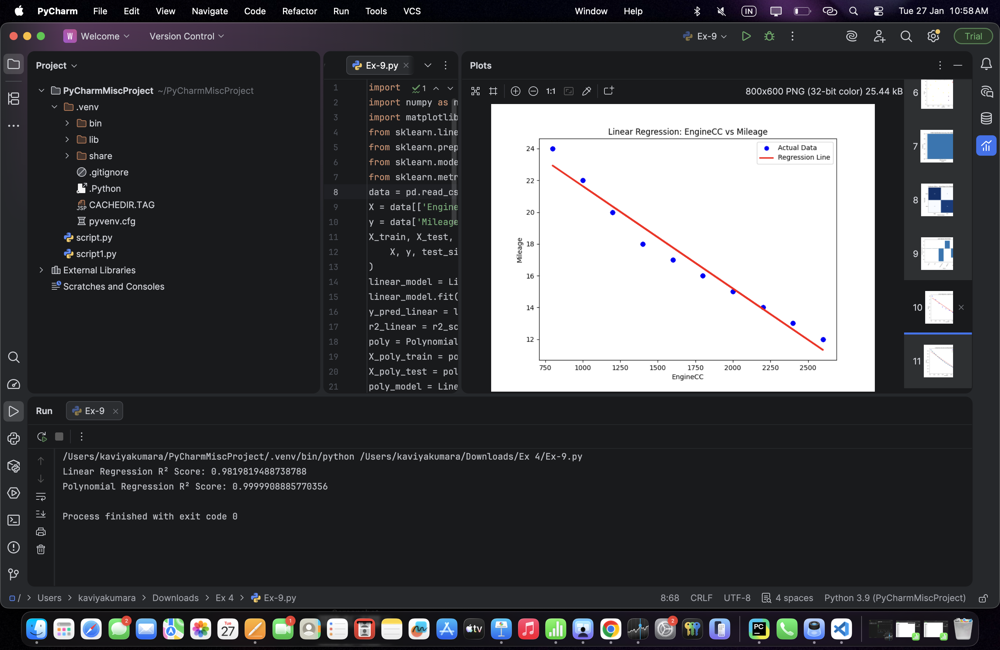 PyCharm File Edit View Navigate Code Refactor Run Tools VCS Window Help IN Tue 27 Jan 10:58 AM
W Welcome Version Control Ex-9 Trial
Project
PyCharmMiscProject ~/PyCharmMiscProject
.venv
bin
lib
share
.gitignore
.Python
JSP CACHEDIR.TAG
pyvenv.cfg
script.py
script1.py
External Libraries
Scratches and Consoles
Ex-9.py
1 import 1
2 import numpy as n
3 import matplotlib
4 from sklearn.line
5 from sklearn.prep
6 from sklearn.mode
7 from sklearn.metr
8 data = pd.read_cs
9 X = data[['Engine
10 y = data['Mileage
11 X_train, X_test,
12 X, y, test_si
13 )
14 linear_model = Li
15 linear_model.fit(
16 y_pred_linear = l
17 r2_linear = r2_sc
18 poly = Polynomial
19 X_poly_train = po
20 X_poly_test = pol
21 poly_model = Line
Plots
1:1 800x600 PNG (32-bit color) 25.44 kB
Linear Regression: EngineCC vs Mileage
Actual Data
Regression Line
24
22
20
18
16
14
12
Mileage
750 1000 1250 1500 1750 2000 2250 2500
EngineCC
6
7
8
9
10
11
Run Ex-9
/Users/kaviyakumara/PyCharmMiscProject/.venv/bin/python /Users/kaviyakumara/Downloads/Ex 4/Ex-9.py
Linear Regression R² Score: 0.9819819488738788
Polynomial Regression R² Score: 0.9999908885770356
Process finished with exit code 0
/ > Users > kaviyakumara > Downloads > Ex 4 > Ex-9.py
8:68 CRLF UTF-8 4 spaces Python 3.9 (PyCharmMiscProject)
2 Tue 27 1 tv 2 PC